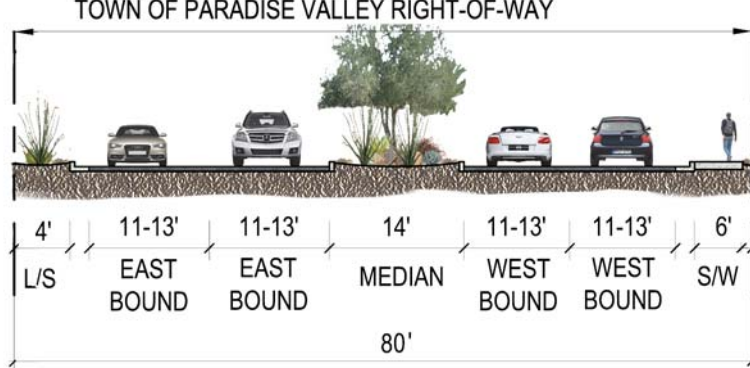 TOWN OF PARADISE VALLEY RIGHT-OF-WAY
4' 11-13' 11-13' 14' 11-13' 11-13' 6'
L/S EAST BOUND EAST BOUND MEDIAN WEST BOUND WEST BOUND S/W
80'